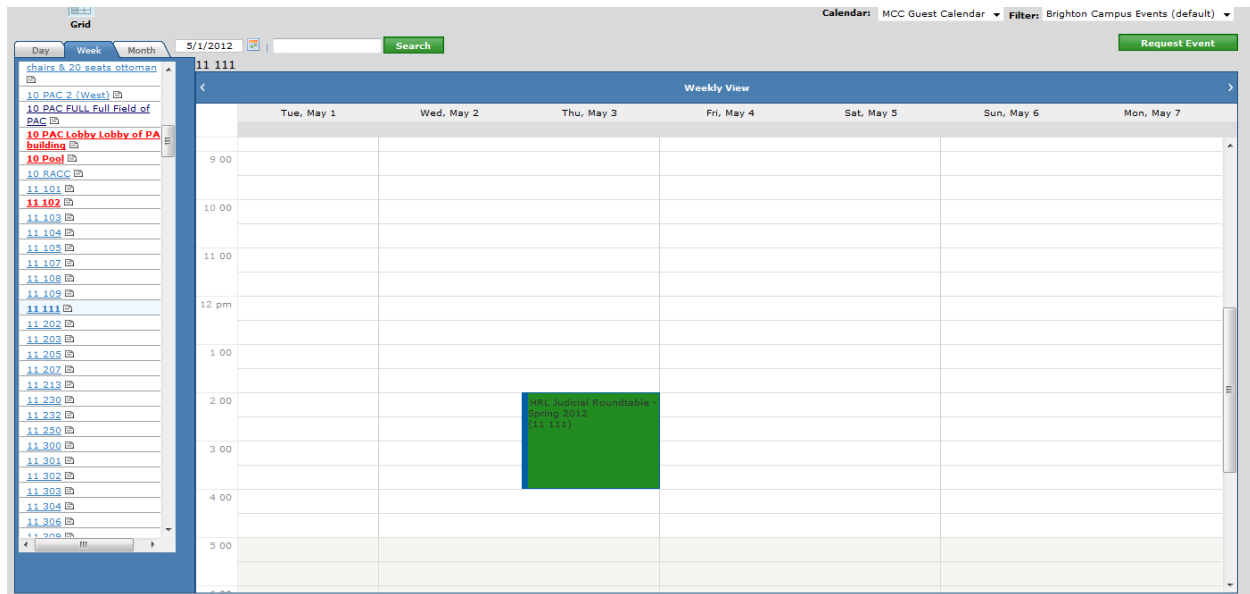 Calendar: MCC Guest Calendar Filter: Brighton Campus Events (default)
Grid
Day Week Month 5/1/2012 | Search Request Event
11 111
chairs & 20 seats ottoman
10 PAC 2 (West)
10 PAC FULL Full Field of
PAC
10 PAC Lobby Lobby of PA
building
10 Pool
10 RACC
11 101
11 102
11 103
11 104
11 105
11 107
11 108
11 109
11 111
11 202
11 203
11 205
11 207
11 213
11 230
11 232
11 250
11 300
11 301
11 302
11 303
11 304
11 306
Weekly View
Tue, May 1 Wed, May 2 Thu, May 3 Fri, May 4 Sat, May 5 Sun, May 6 Mon, May 7
9 00
10 00
11 00
12 pm
1 00
2 00
HRL Judicial Roundtable -
Spring 2012
(11 111)
3 00
4 00
5 00